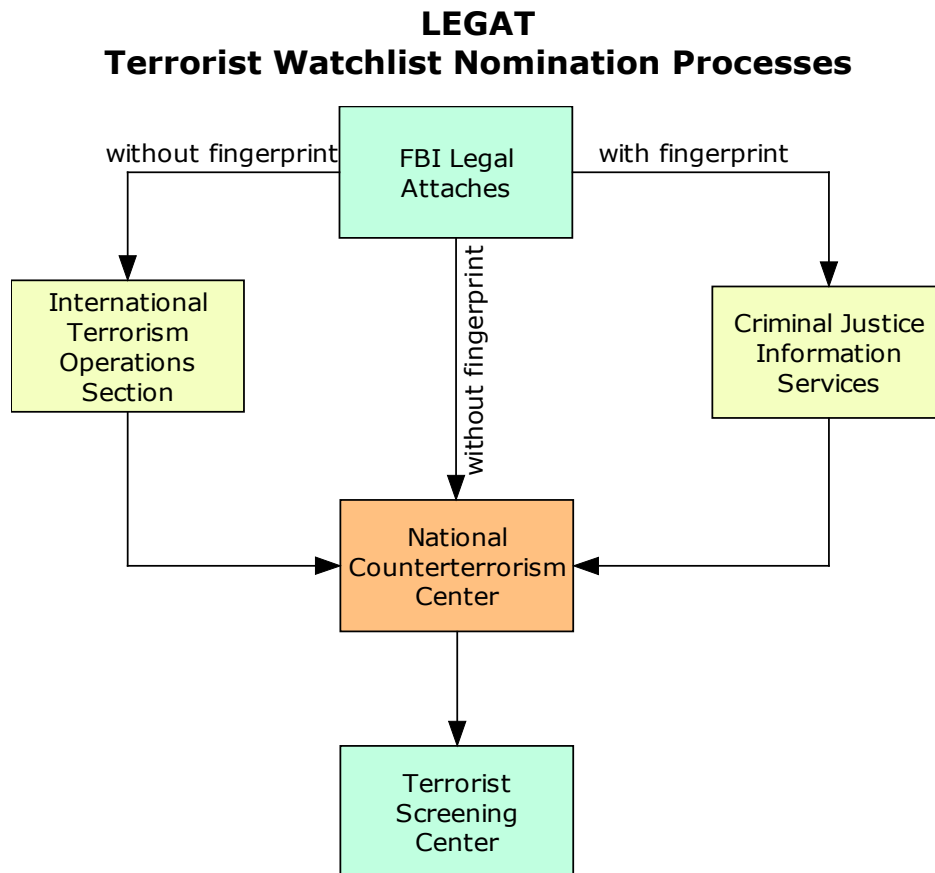 LEGAT
Terrorist Watchlist Nomination Processes
without fingerprint
FBI Legal
Attaches
with fingerprint
International
Terrorism
Operations
Section
without fingerprint
Criminal Justice
Information
Services
National
Counterterrorism
Center
Terrorist
Screening
Center